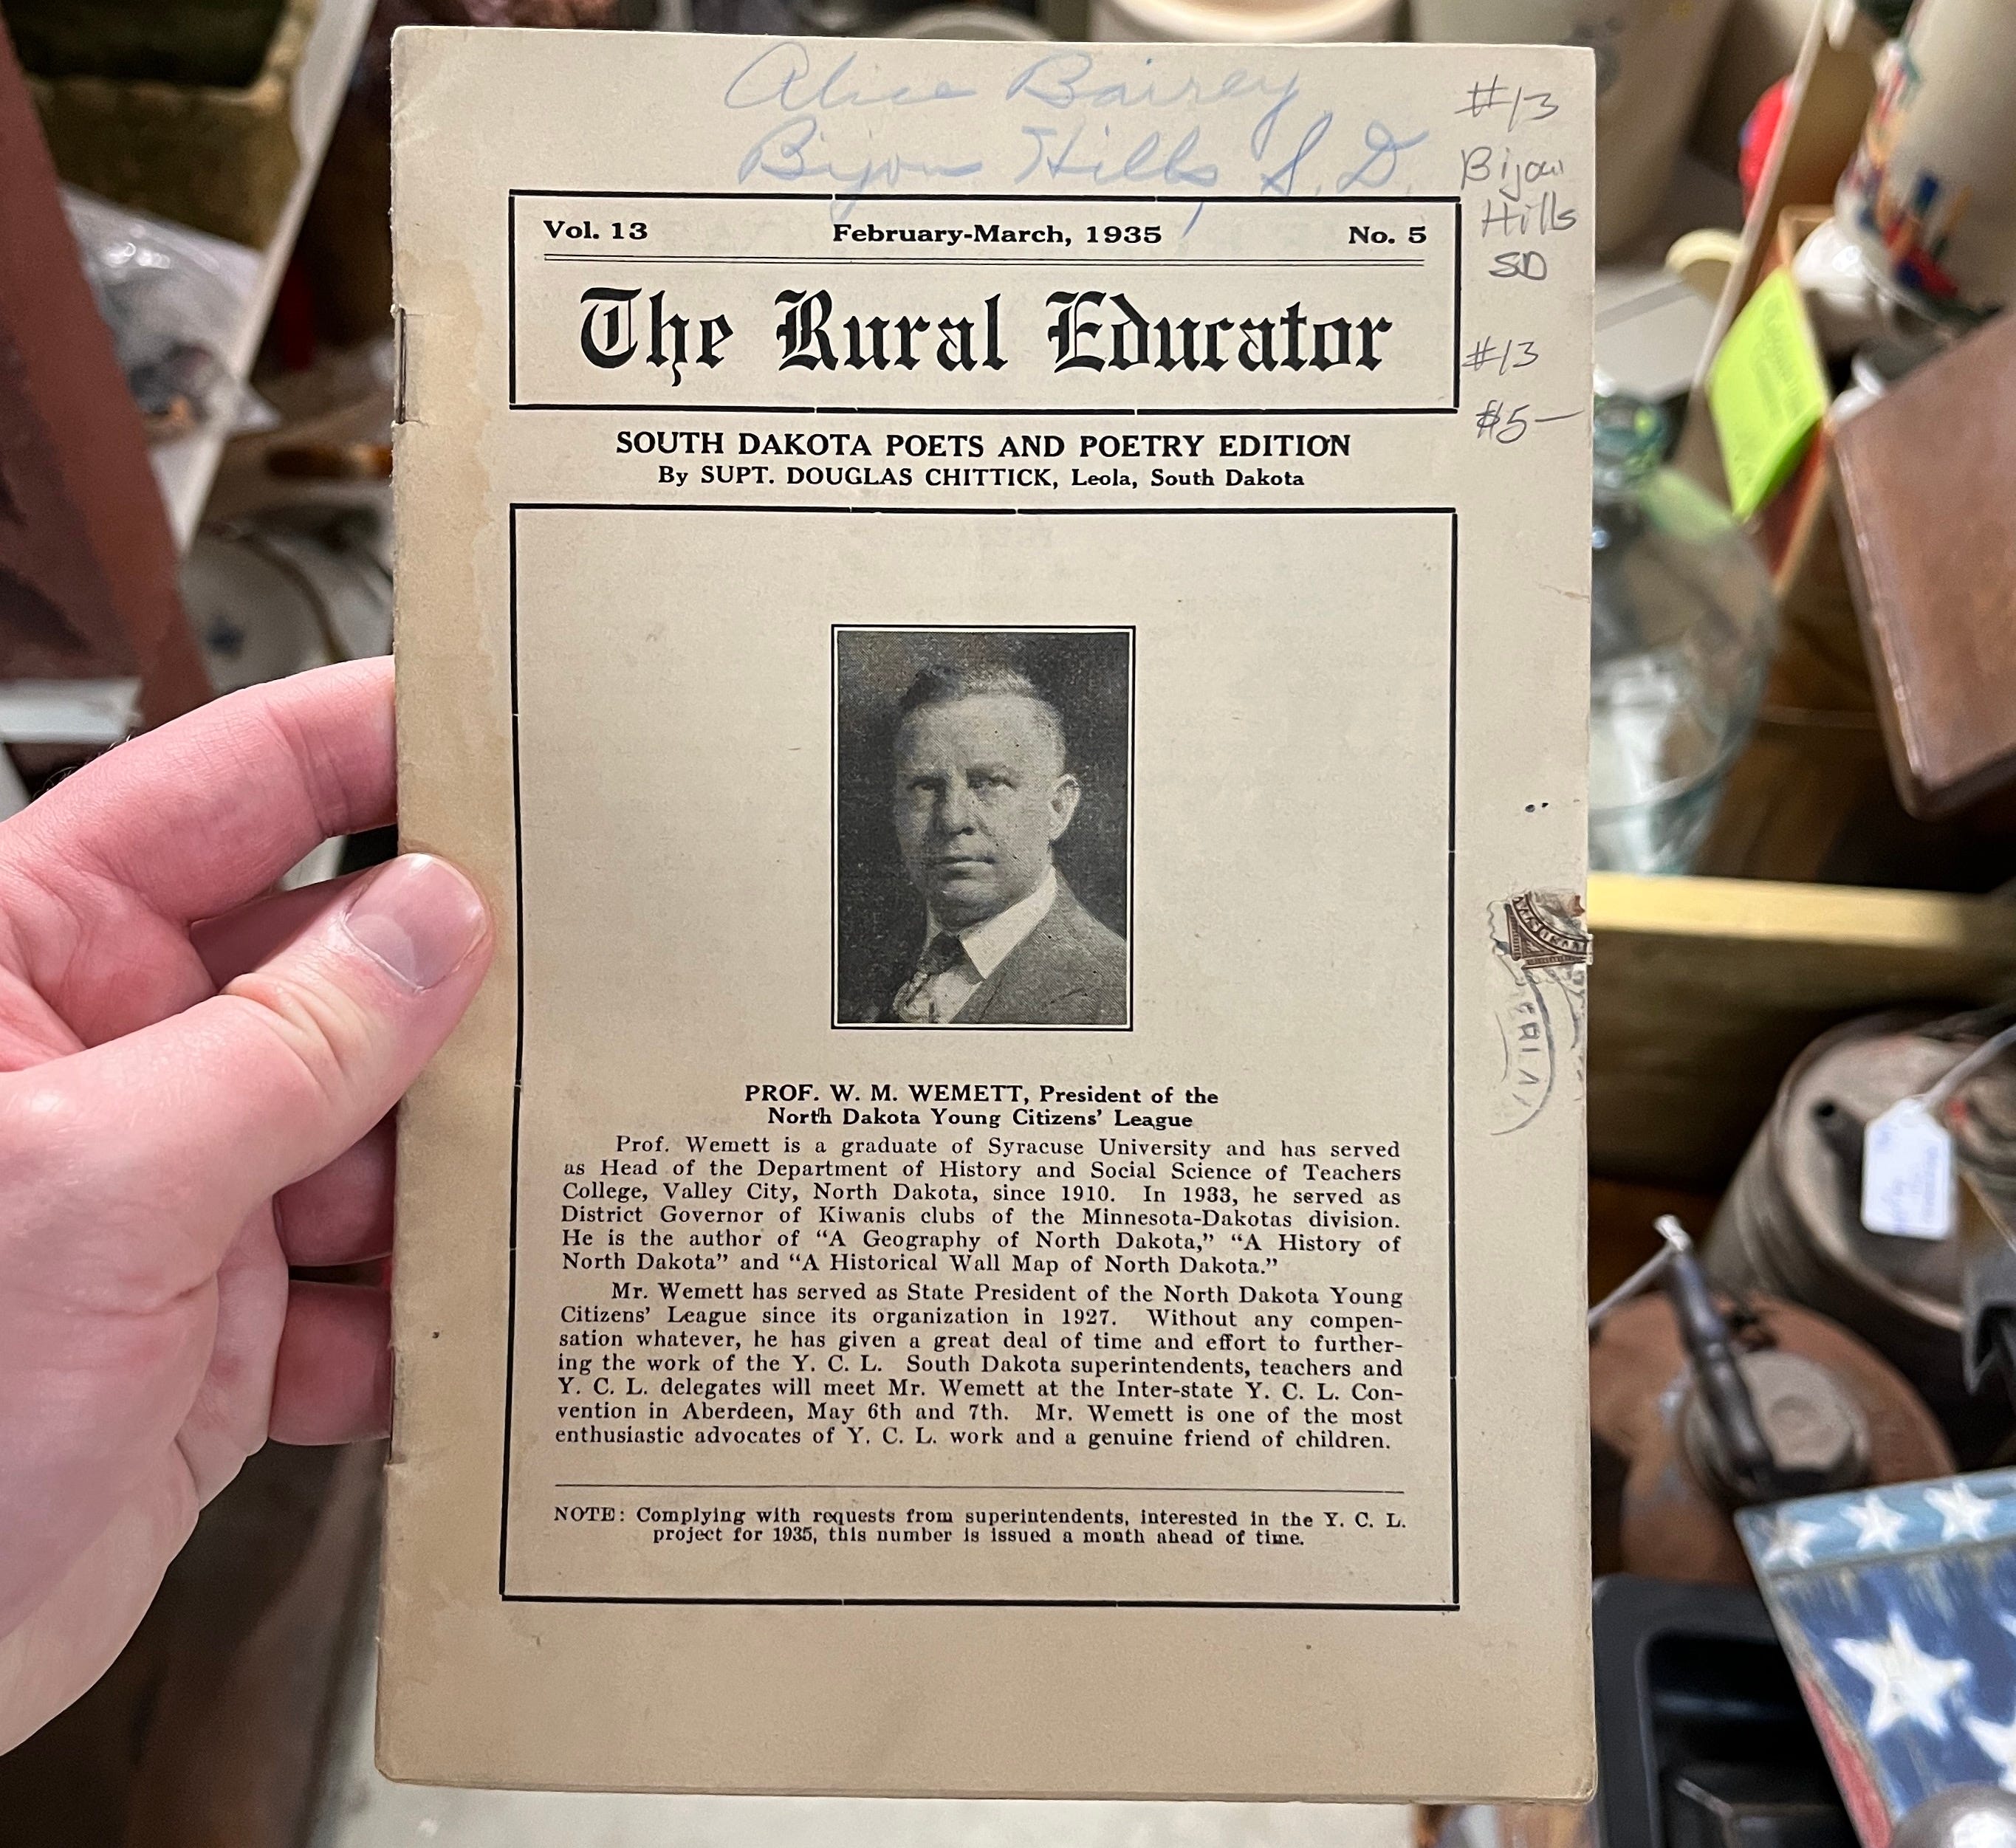 Alice Bairey
Bijou Hills, S. D.
#13
Bijou
Hills
SD
#13
$5—
Vol. 13 February-March, 1935 No. 5
The Rural Educator
SOUTH DAKOTA POETS AND POETRY EDITION
By SUPT. DOUGLAS CHITTICK, Leola, South Dakota
PROF. W. M. WEMETT, President of the
North Dakota Young Citizens' League
Prof. Wemett is a graduate of Syracuse University and has served
as Head of the Department of History and Social Science of Teachers
College, Valley City, North Dakota, since 1910. In 1933, he served as
District Governor of Kiwanis clubs of the Minnesota-Dakotas division.
He is the author of “A Geography of North Dakota,” “A History of
North Dakota” and “A Historical Wall Map of North Dakota.”
Mr. Wemett has served as State President of the North Dakota Young
Citizens' League since its organization in 1927. Without any compen-
sation whatever, he has given a great deal of time and effort to further-
ing the work of the Y. C. L. South Dakota superintendents, teachers and
Y. C. L. delegates will meet Mr. Wemett at the Inter-state Y. C. L. Con-
vention in Aberdeen, May 6th and 7th. Mr. Wemett is one of the most
enthusiastic advocates of Y. C. L. work and a genuine friend of children.
NOTE: Complying with requests from superintendents, interested in the Y. C. L.
project for 1935, this number is issued a month ahead of time.